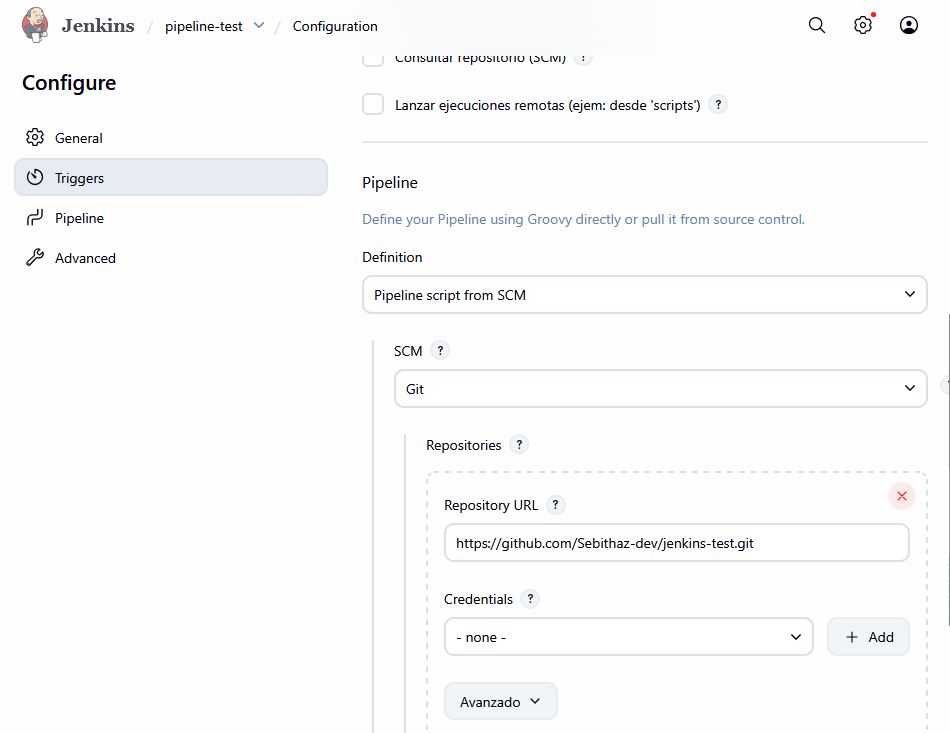 Jenkins / pipeline-test / Configuration
Configure
General
Triggers
Pipeline
Advanced
Consultar repositorio (SCM) ?
Lanzar ejecuciones remotas (ejem: desde 'scripts') ?
Pipeline
Define your Pipeline using Groovy directly or pull it from source control.
Definition
Pipeline script from SCM
SCM ?
Git
Repositories ?
Repository URL ?
https://github.com/Sebithaz-dev/jenkins-test.git
Credentials ?
- none -
+ Add
Avanzado